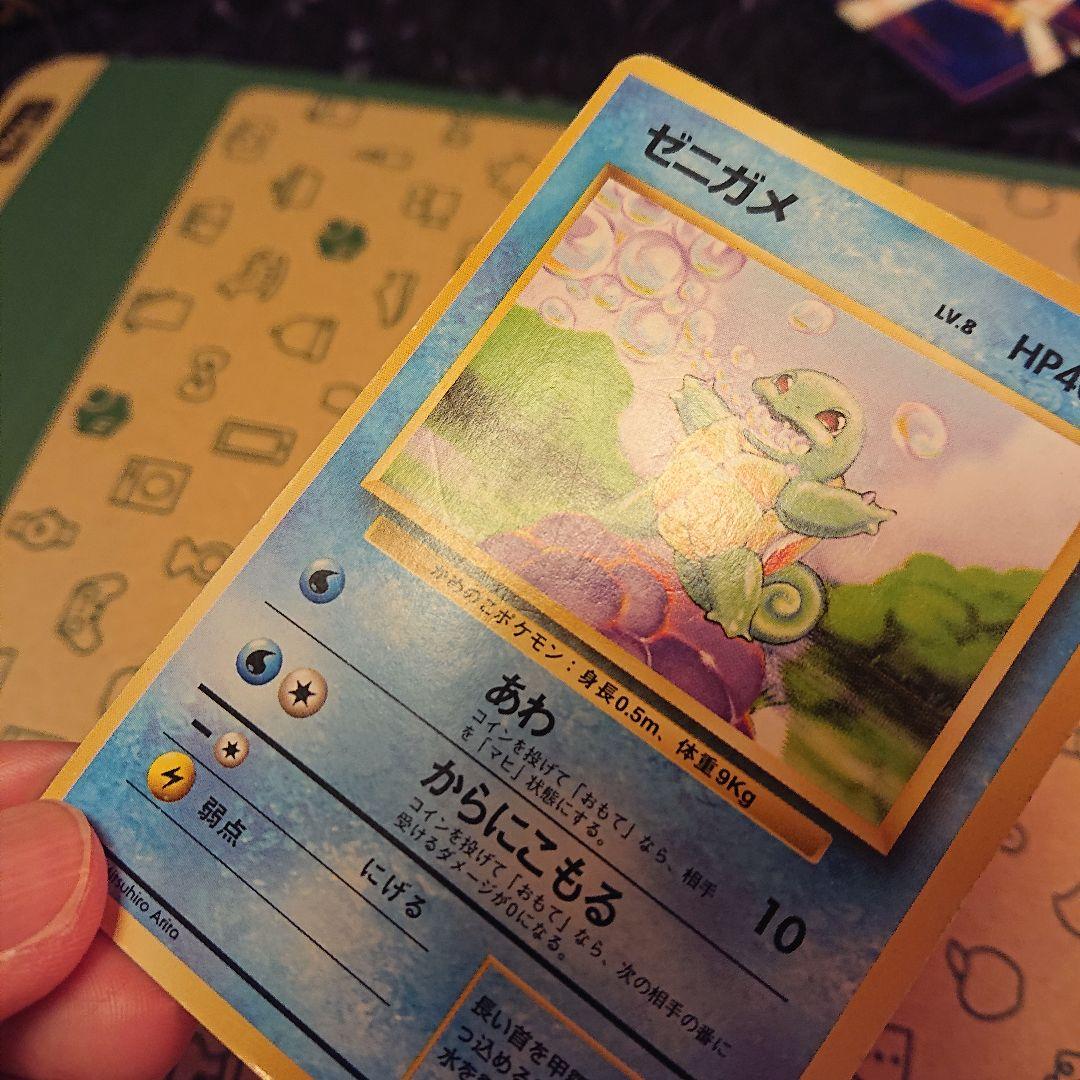 ゼニガメ
LV.8 HP4
かめのこポケモン：身長0.5m、体重9Kg
あわ
コインを投げて「おもて」なら、相手
を「マヒ」状態にする。
10
からにこもる
コインを投げて「おもて」なら、次の相手の番に
受けるダメージが0になる。
弱点
にげる
itsuhiro Arita
長い首を甲
っ込める
水を